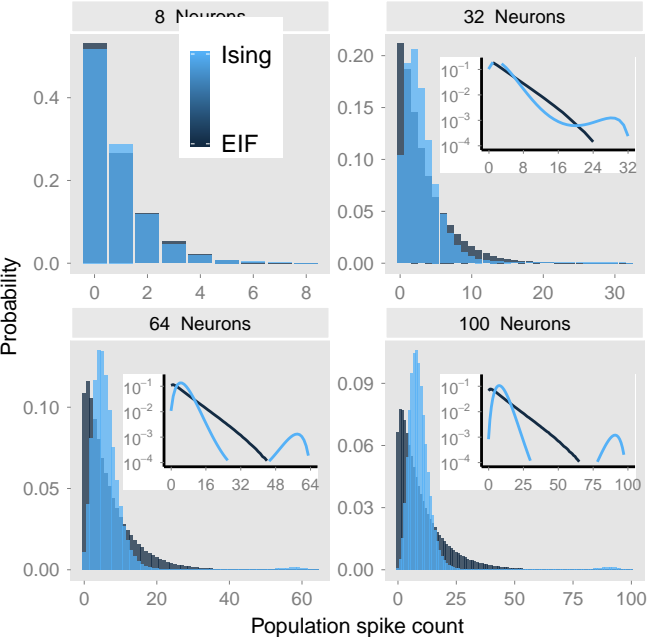 8 Neurons
32 Neurons
Ising
EIF
0.4
0.2
0.0
0 2 4 6 8
0.20
0.15
0.10
0.05
0.00
0 10 20 30
10⁻¹
10⁻²
10⁻³
10⁻⁴
0 8 16 24 32
Probability
64 Neurons
100 Neurons
0.10
0.05
0.00
0 20 40 60
10⁻¹
10⁻²
10⁻³
10⁻⁴
0 16 32 48 64
0.09
0.06
0.03
0.00
0 25 50 75 100
10⁻¹
10⁻²
10⁻³
10⁻⁴
0 25 50 75 100
Population spike count